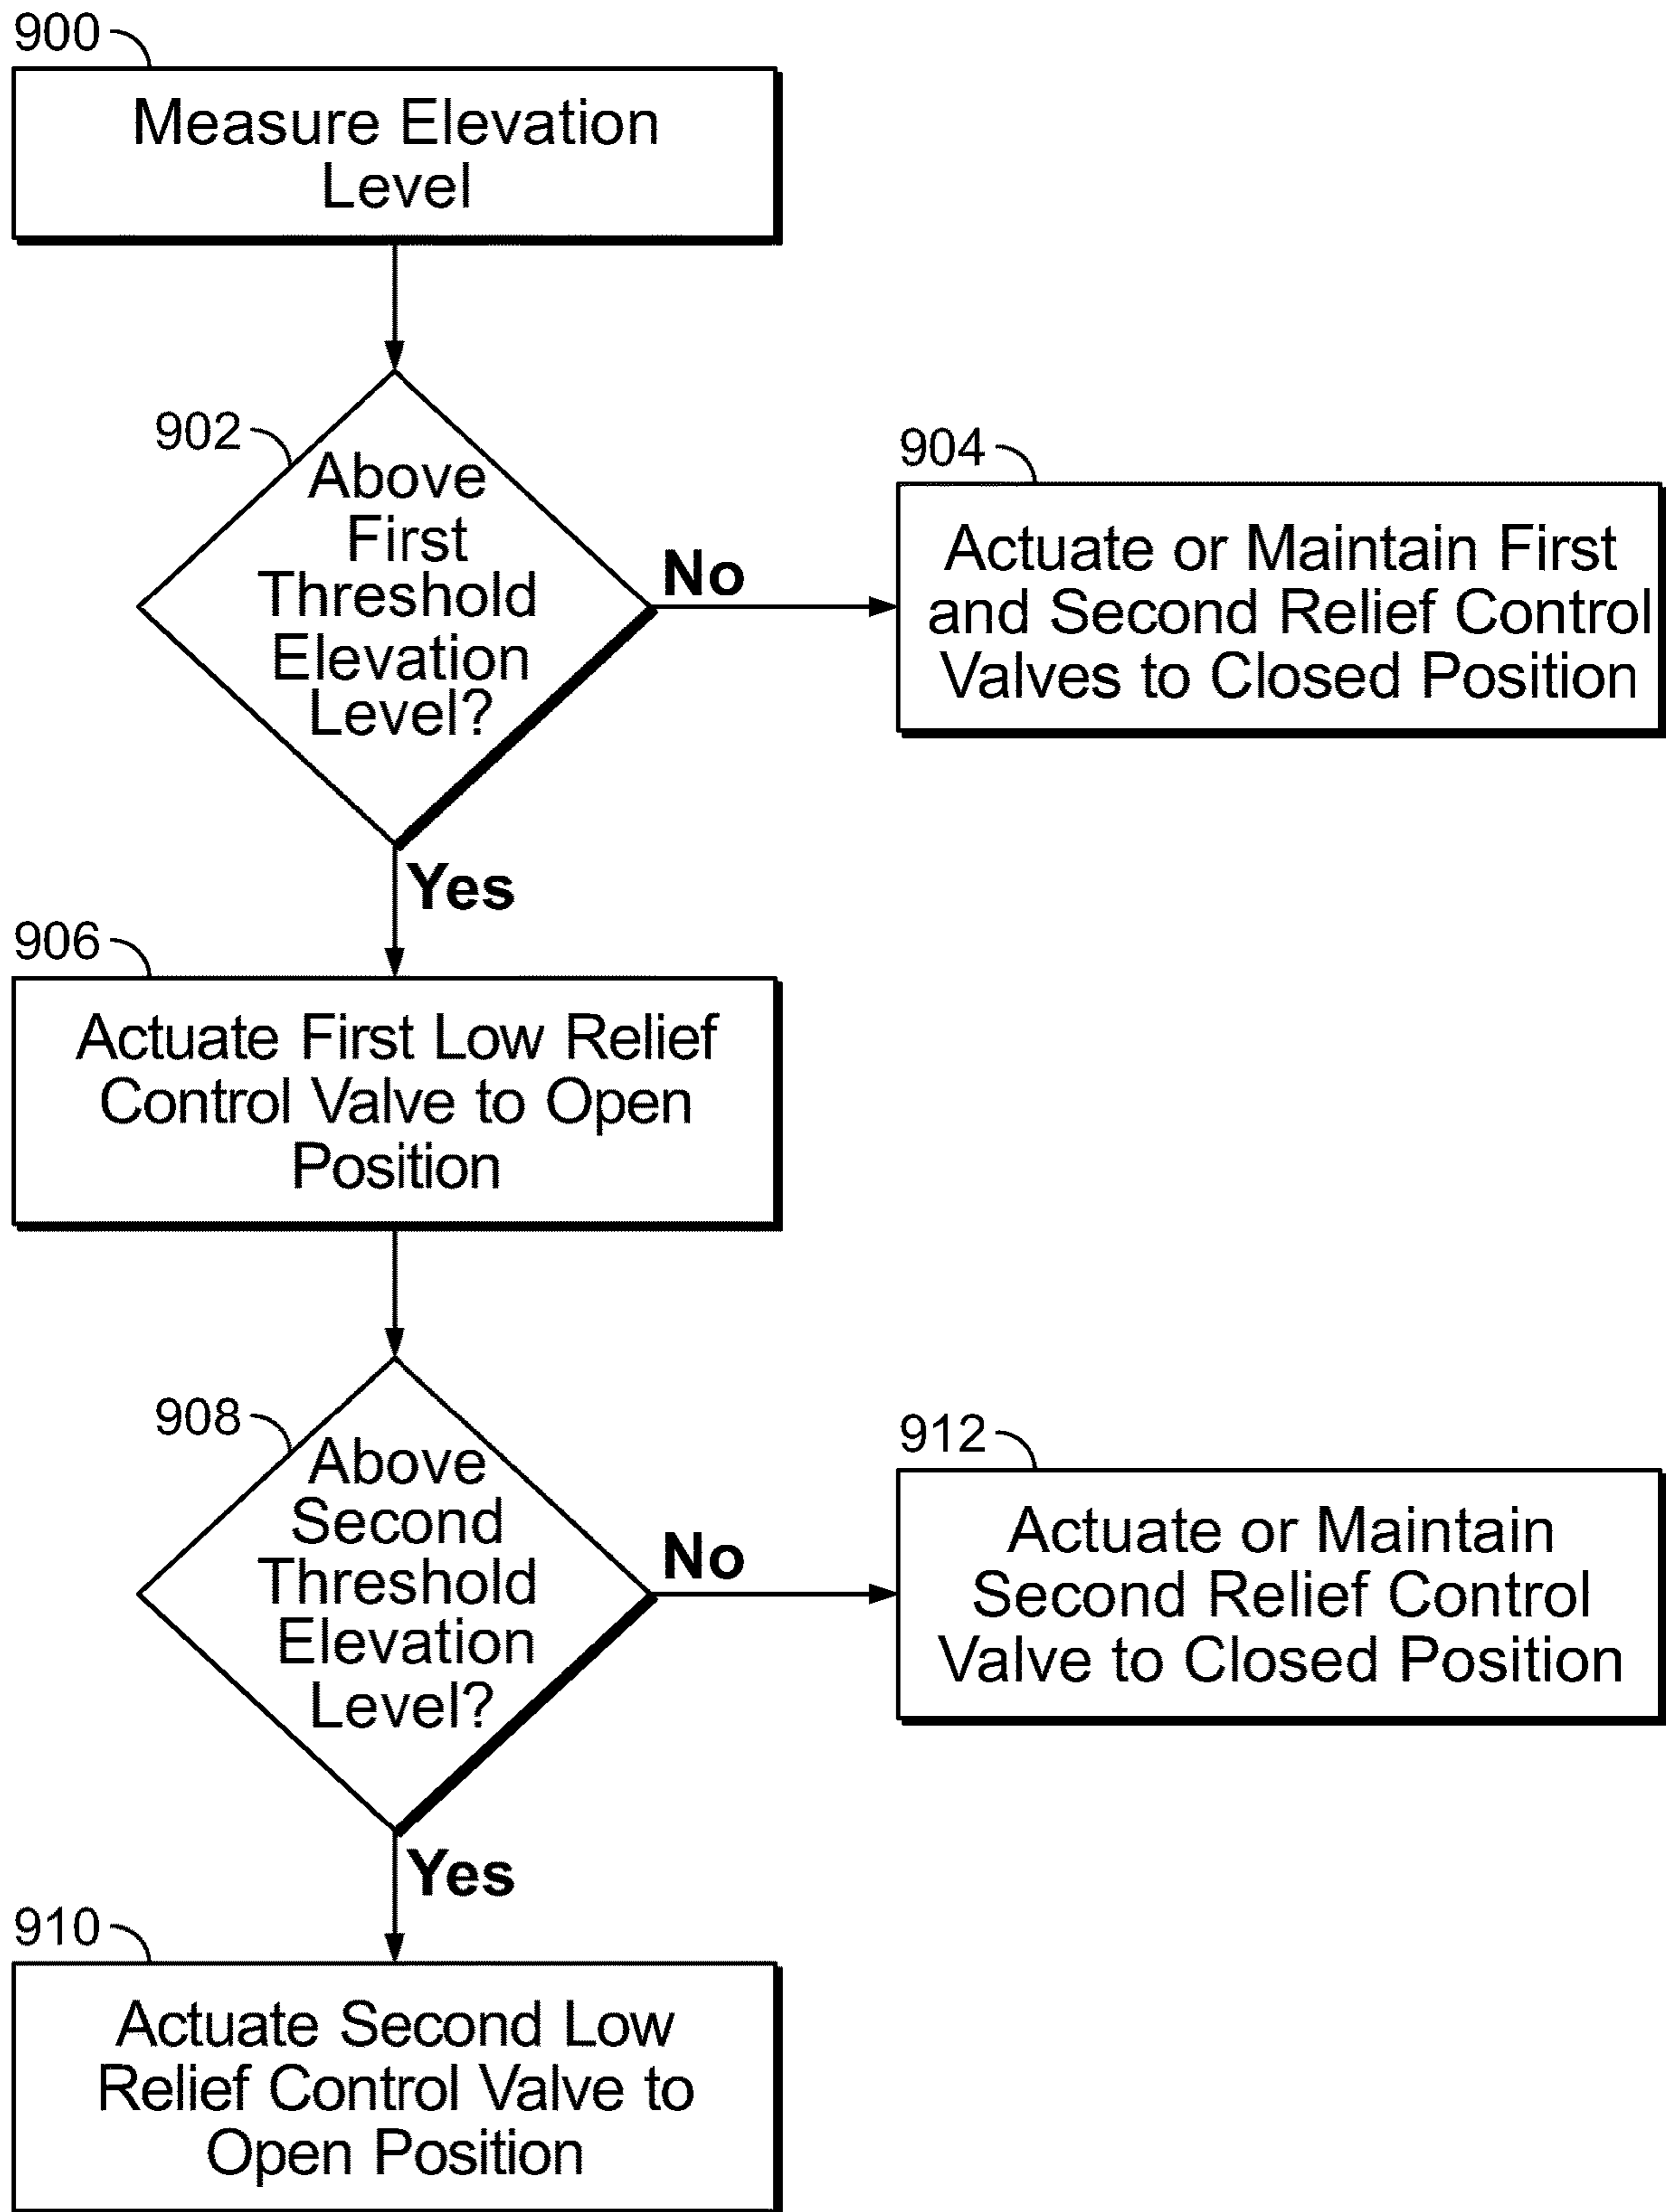 900
Measure Elevation
Level
902
Above
First
Threshold
Elevation
Level?
No
904
Actuate or Maintain First
and Second Relief Control
Valves to Closed Position
Yes
906
Actuate First Low Relief
Control Valve to Open
Position
908
Above
Second
Threshold
Elevation
Level?
No
912
Actuate or Maintain
Second Relief Control
Valve to Closed Position
Yes
910
Actuate Second Low
Relief Control Valve to
Open Position